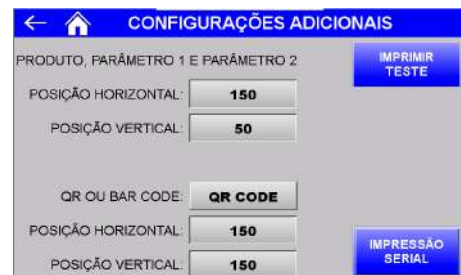 CONFIGURAÇÕES ADICIONAIS
PRODUTO, PARÂMETRO 1 E PARÂMETRO 2
IMPRIMIR
TESTE
POSIÇÃO HORIZONTAL: 150
POSIÇÃO VERTICAL: 50
QR OU BAR CODE: QR CODE
POSIÇÃO HORIZONTAL: 150
POSIÇÃO VERTICAL: 150
IMPRESSÃO
SERIAL